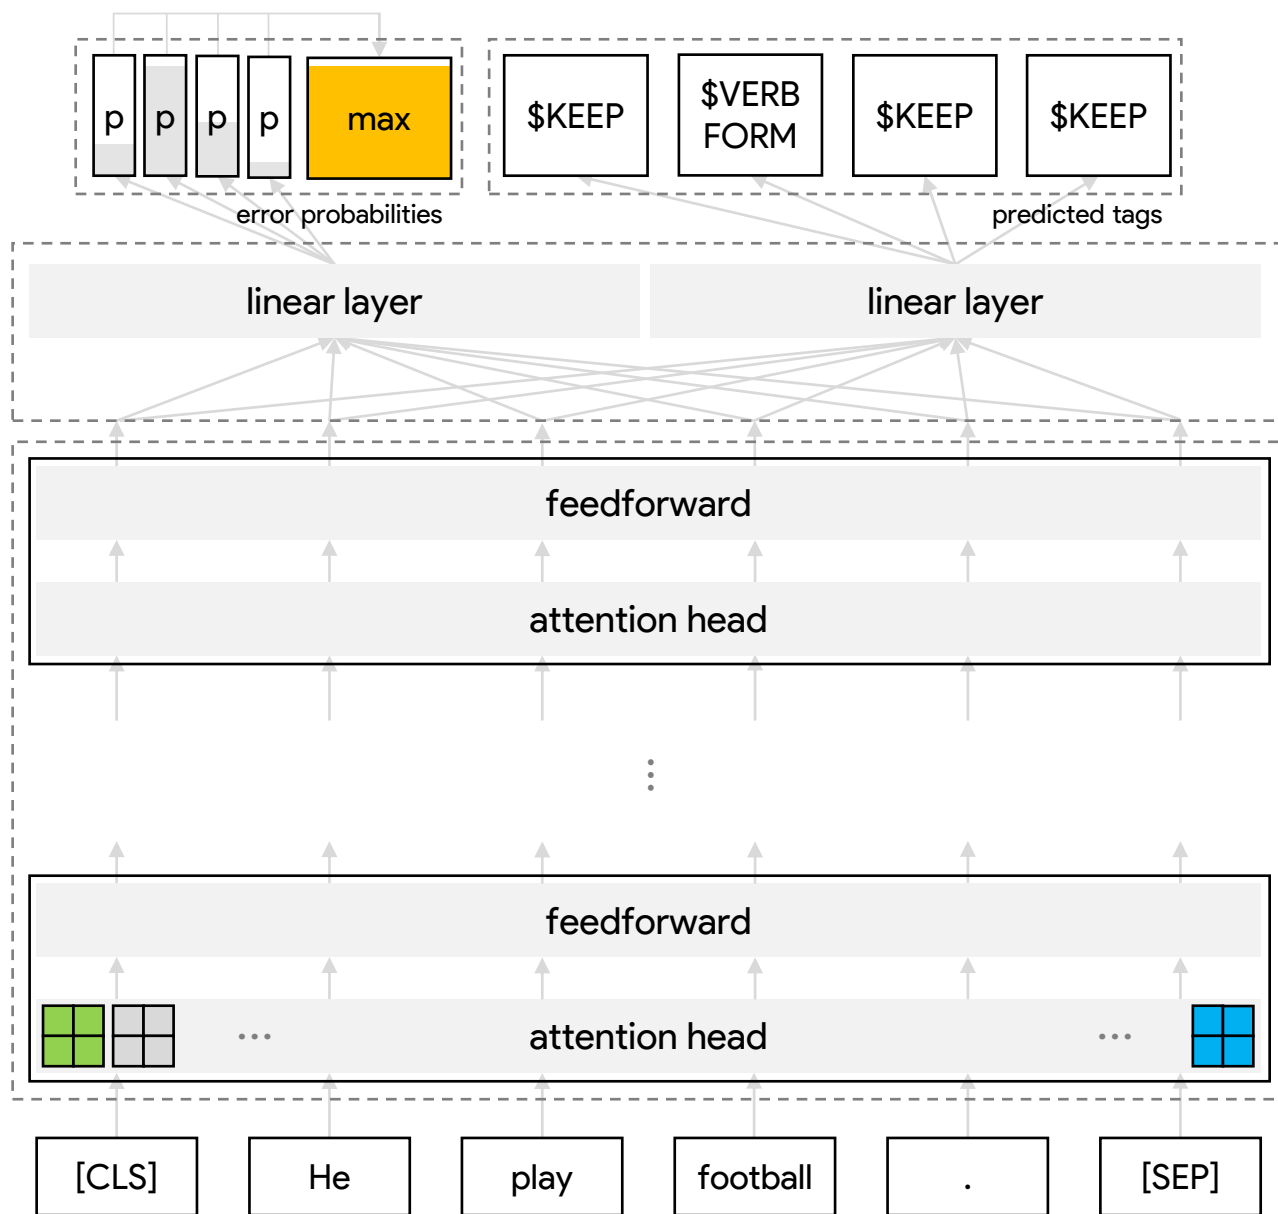 p p p p max
$KEEP
$VERB
FORM
$KEEP
$KEEP
error probabilities
predicted tags
linear layer
linear layer
feedforward
attention head
feedforward
attention head
[CLS]
He
play
football
.
[SEP]